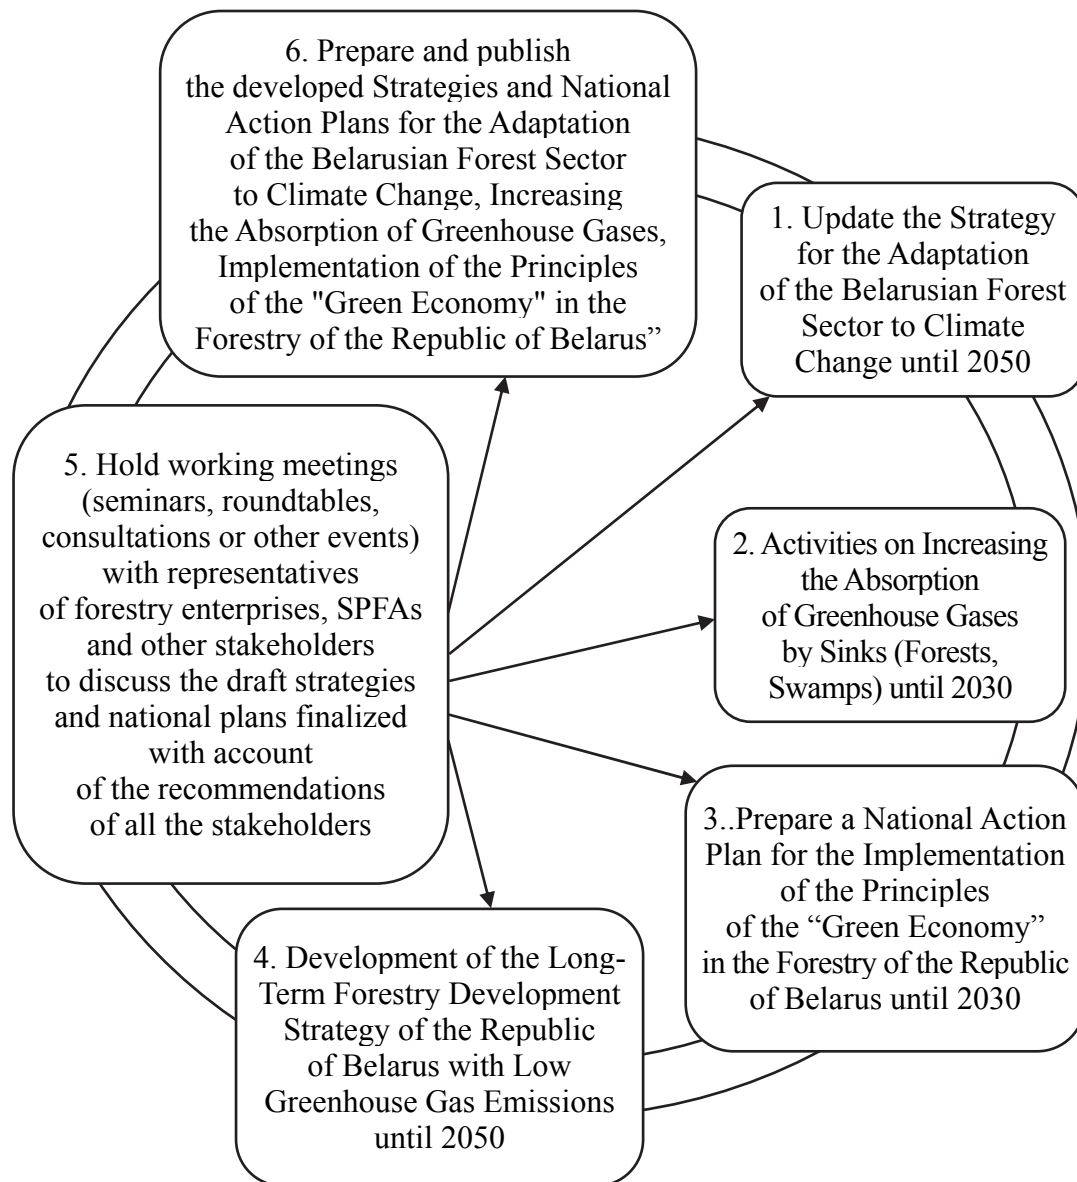 6. Prepare and publish
the developed Strategies and National
Action Plans for the Adaptation
of the Belarusian Forest Sector
to Climate Change, Increasing
the Absorption of Greenhouse Gases,
Implementation of the Principles
of the "Green Economy" in the
Forestry of the Republic of Belarus”
1. Update the Strategy
for the Adaptation
of the Belarusian Forest
Sector to Climate
Change until 2050
2. Activities on Increasing
the Absorption
of Greenhouse Gases
by Sinks (Forests,
Swamps) until 2030
3..Prepare a National Action
Plan for the Implementation
of the Principles
of the “Green Economy”
in the Forestry of the Republic
of Belarus until 2030
4. Development of the Long-
Term Forestry Development
Strategy of the Republic
of Belarus with Low
Greenhouse Gas Emissions
until 2050
5. Hold working meetings
(seminars, roundtables,
consultations or other events)
with representatives
of forestry enterprises, SPFAs
and other stakeholders
to discuss the draft strategies
and national plans finalized
with account
of the recommendations
of all the stakeholders